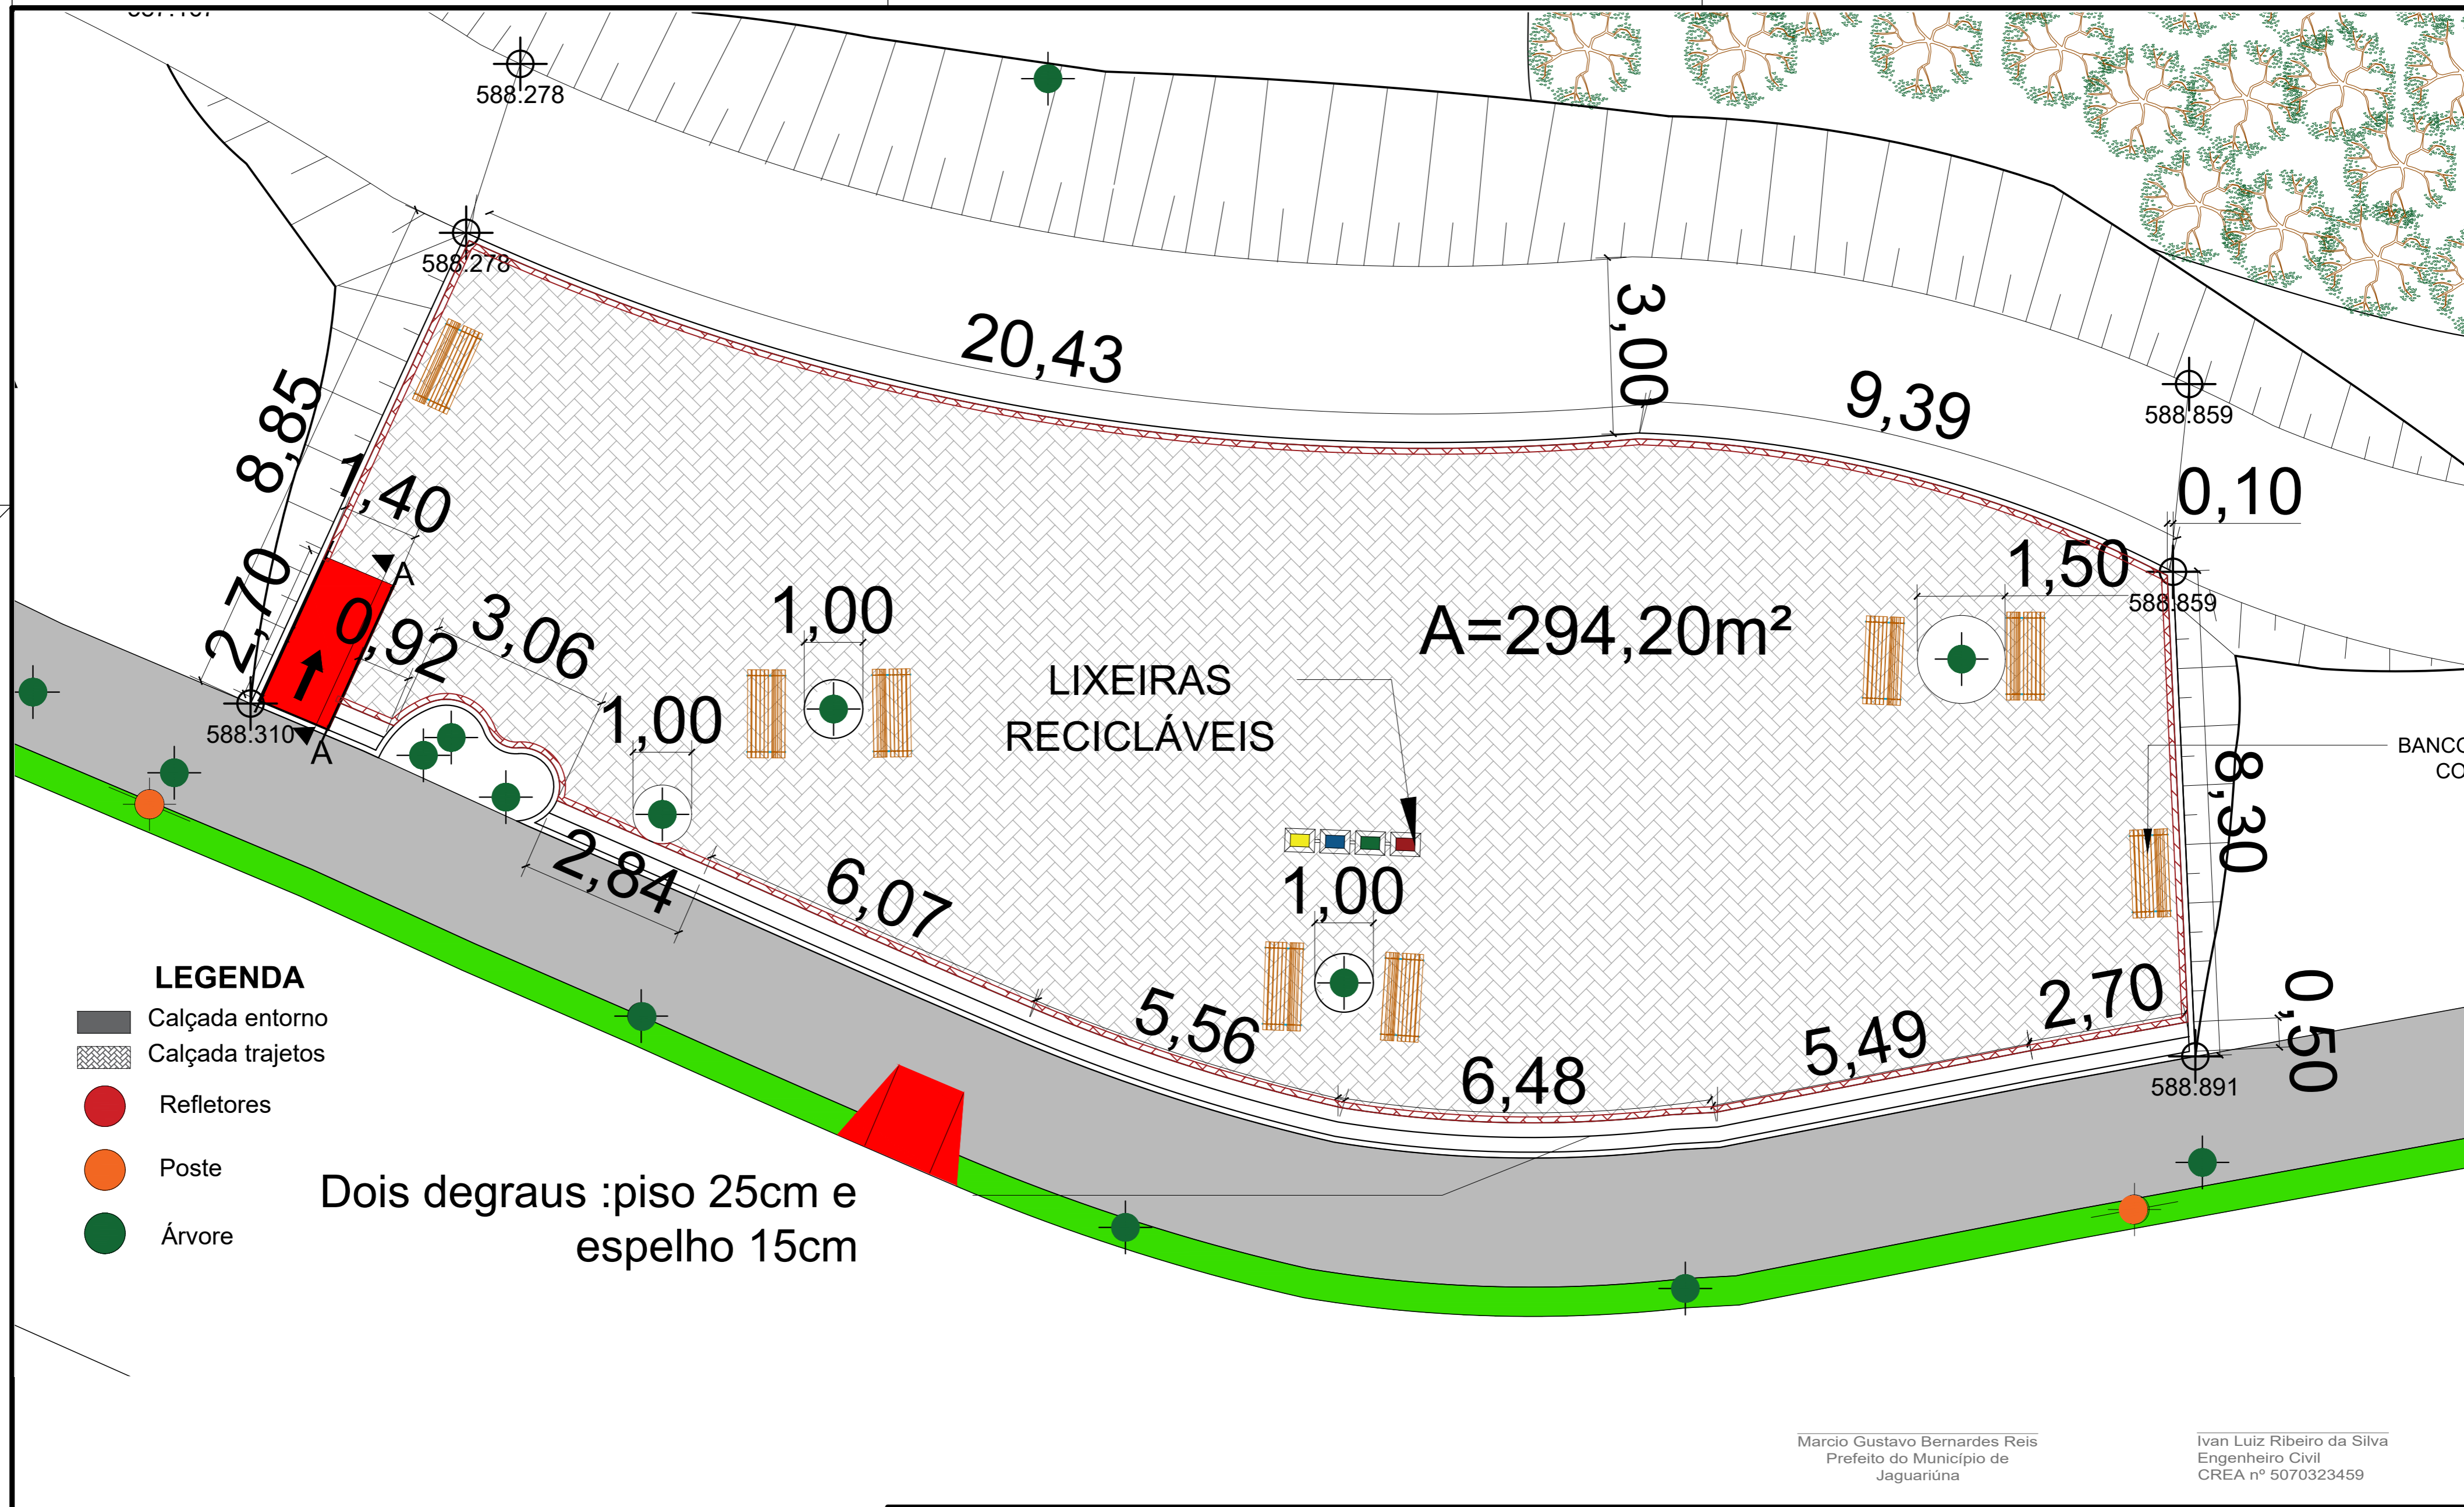 588.278
588.278
20,43
3,00
9,39
588.859
8,85
1,40
0,10
1,50
588.859
2,70
A
0,92
3,06
1,00
A=294,20m²
LIXEIRAS
RECICLÁVEIS
1,00
588.310
A
8,30
2,84
6,07
1,00
5,56
6,48
5,49
2,70
0,50
588.891
LEGENDA
Calçada entorno
Calçada trajetos
Refletores
Poste
Árvore
Dois degraus :piso 25cm e
espelho 15cm
Marcio Gustavo Bernardes Reis
Prefeito do Município de
Jaguariúna
Ivan Luiz Ribeiro da Silva
Engenheiro Civil
CREA nº 5070323459